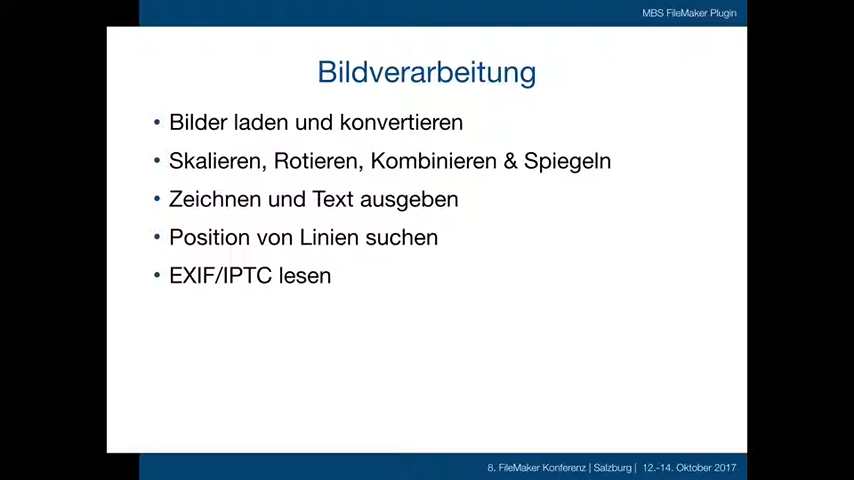 MBS FileMaker Plugin
Bildverarbeitung
• Bilder laden und konvertieren
• Skalieren, Rotieren, Kombinieren & Spiegeln
• Zeichnen und Text ausgeben
• Position von Linien suchen
• EXIF/IPTC lesen
8. FileMaker Konferenz | Salzburg | 12.-14. Oktober 2017